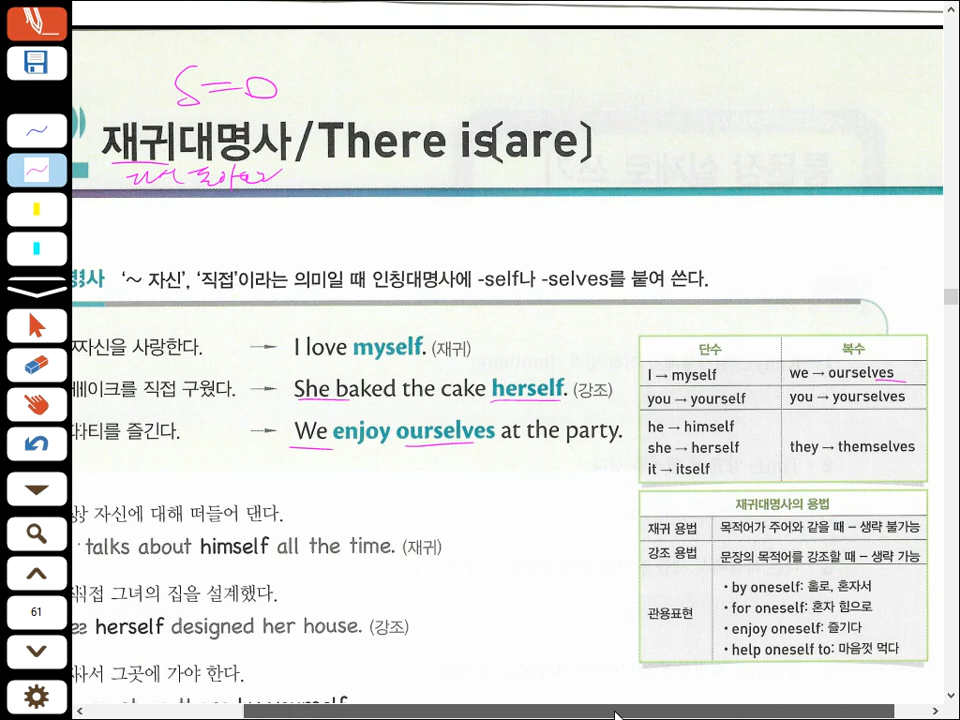 S=O
재귀대명사/There is(are)
돌아오다
명사 '~ 자신', '직접'이라는 의미일 때 인칭대명사에 -self나 -selves를 붙여 쓴다.
자신을 사랑한다. → I love myself. (재귀)
케이크를 직접 구웠다. → She baked the cake herself. (강조)
파티를 즐긴다. → We enjoy ourselves at the party.
단수 복수
I → myself we → ourselves
you → yourself you → yourselves
he → himself
she → herself they → themselves
it → itself
재귀대명사의 용법
재귀 용법 목적어가 주어와 같을 때 – 생략 불가능
강조 용법 문장의 목적어를 강조할 때 – 생략 가능
관용표현
• by oneself: 홀로, 혼자서
• for oneself: 혼자 힘으로
• enjoy oneself: 즐기다
• help oneself to: 마음껏 먹다
자신에 대해 떠들어 댄다.
talks about himself all the time. (재귀)
직접 그녀의 집을 설계했다.
herself designed her house. (강조)
그곳에 가야 한다.
by yourself
61